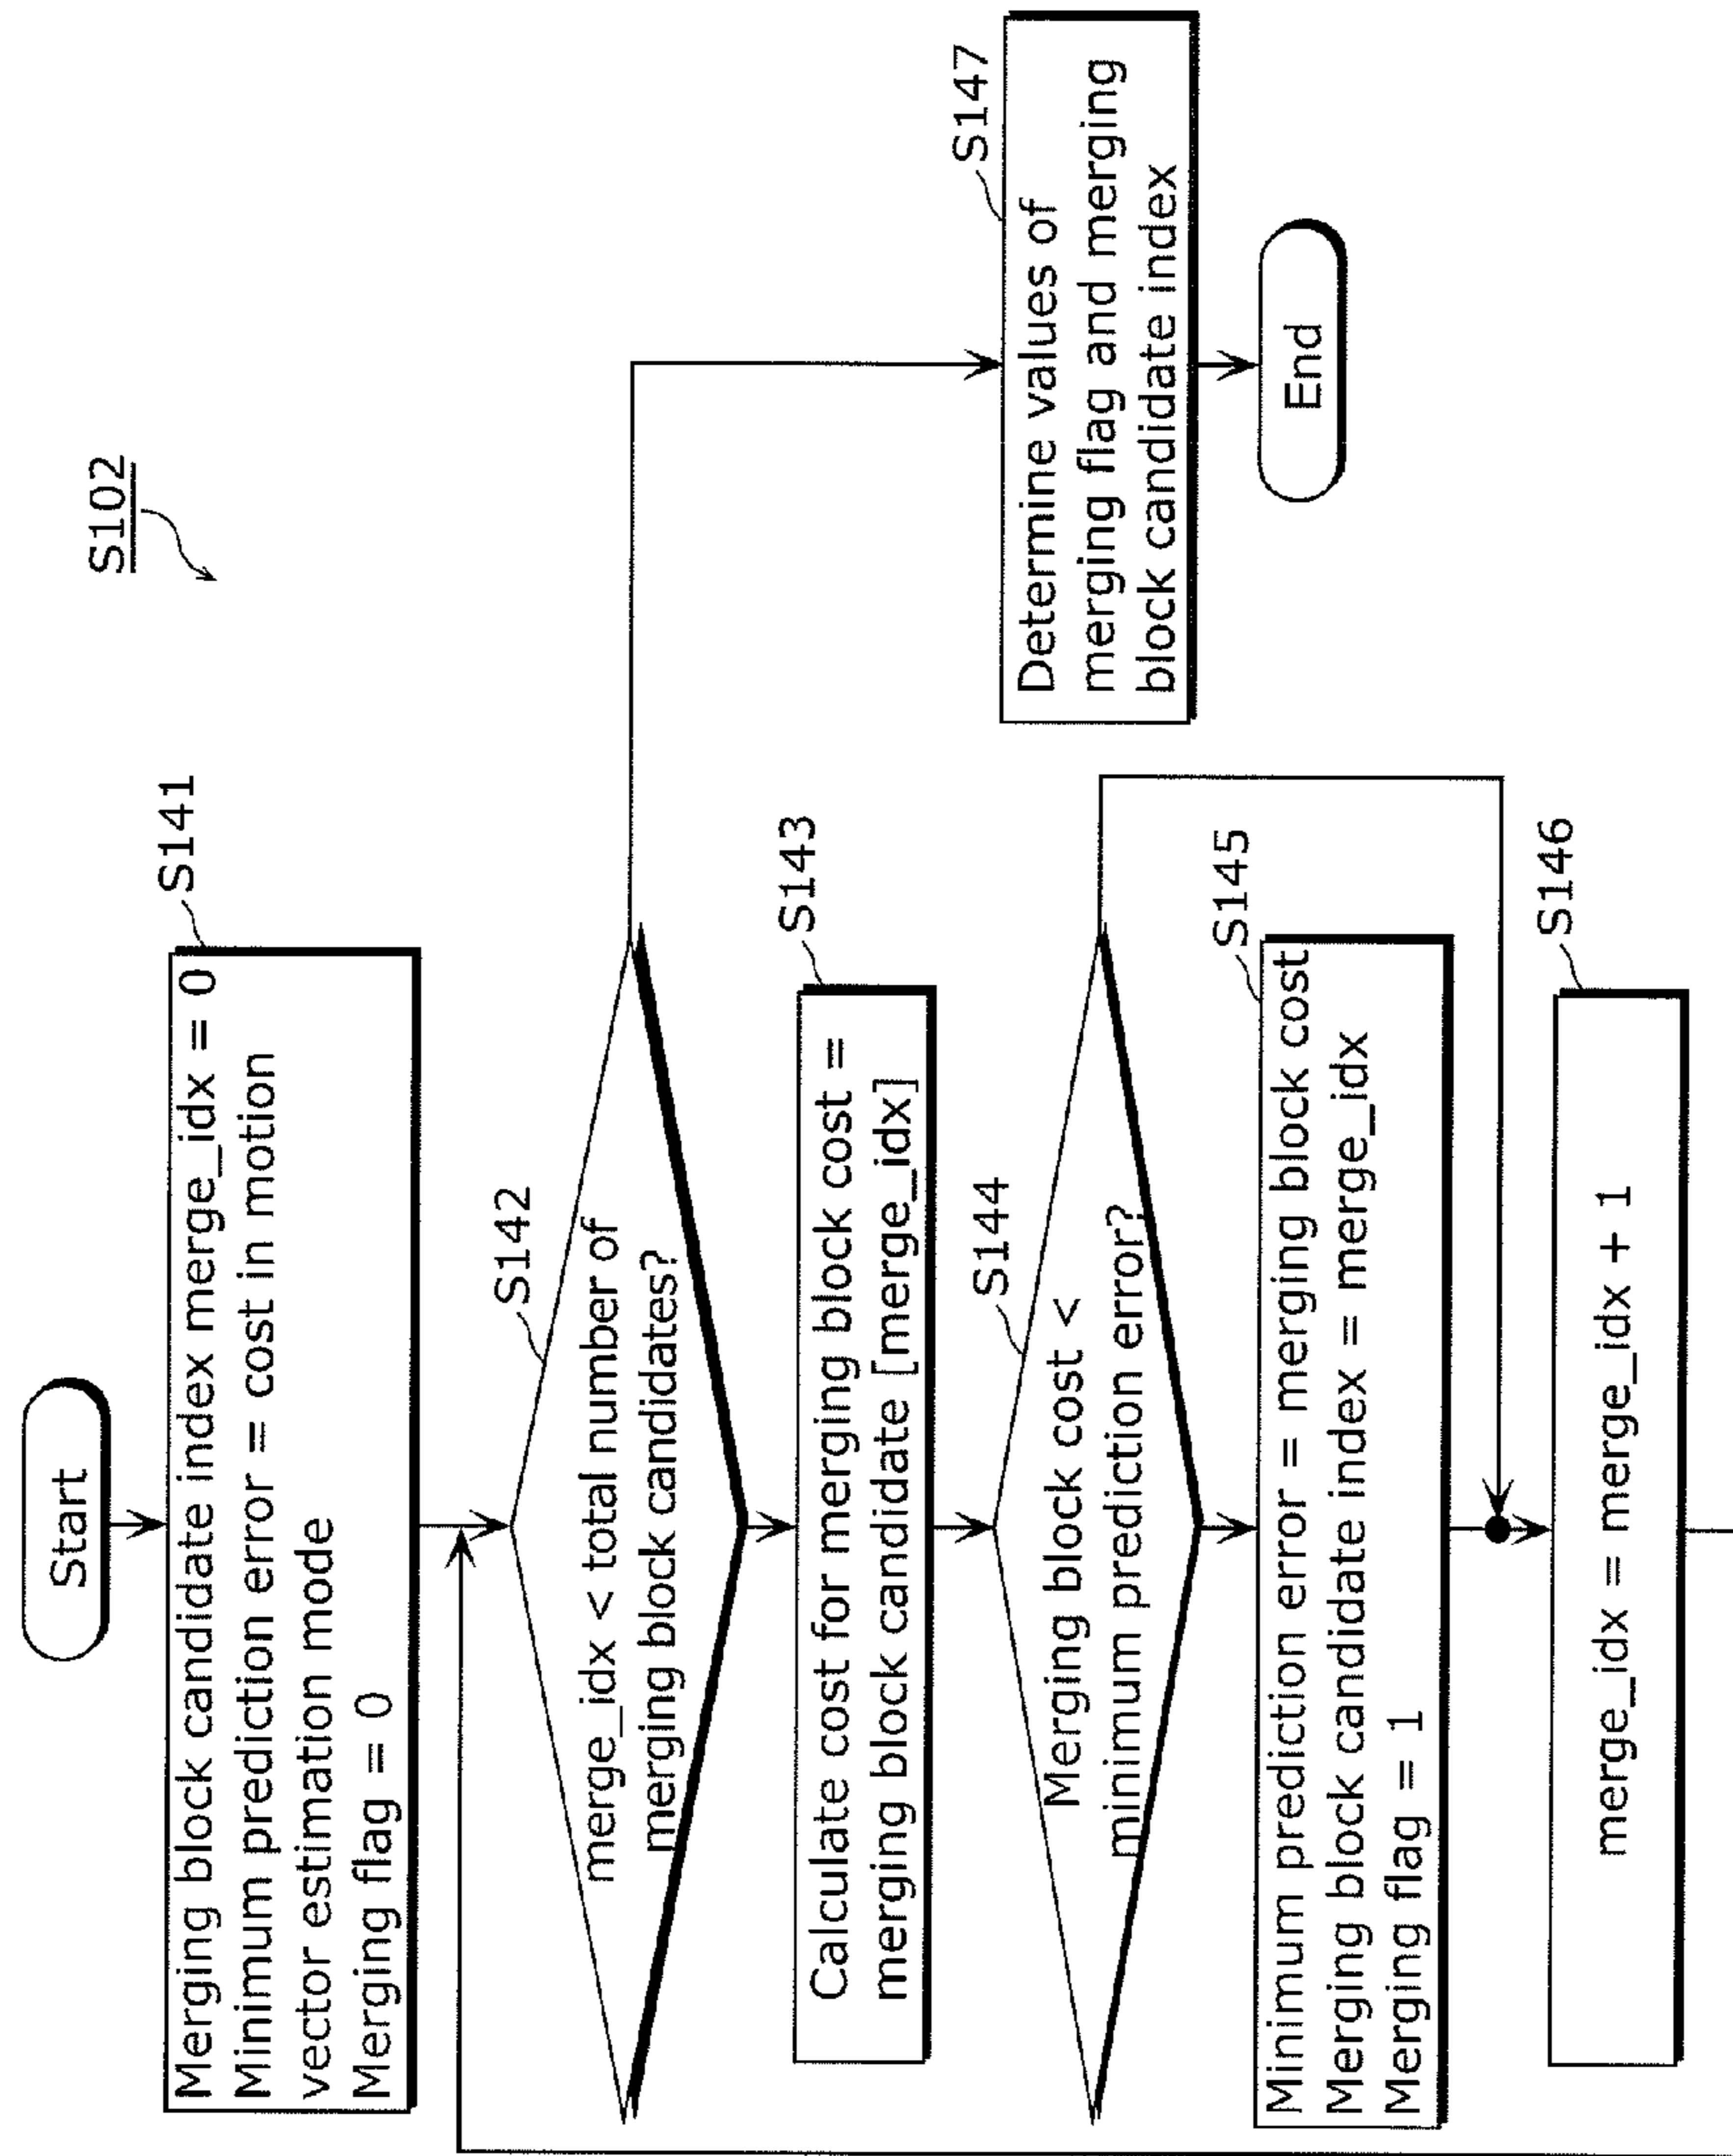 S102
Start
S141
Merging block candidate index merge_idx = 0
Minimum prediction error = cost in motion
vector estimation mode
Merging flag = 0
S142
merge_idx < total number of
merging block candidates?
S143
Calculate cost for merging block cost =
merging block candidate [merge_idx]
S144
Merging block cost <
minimum prediction error?
S145
Minimum prediction error = merging block cost
Merging block candidate index = merge_idx
Merging flag = 1
S146
merge_idx = merge_idx + 1
S147
Determine values of
merging flag and merging
block candidate index
End